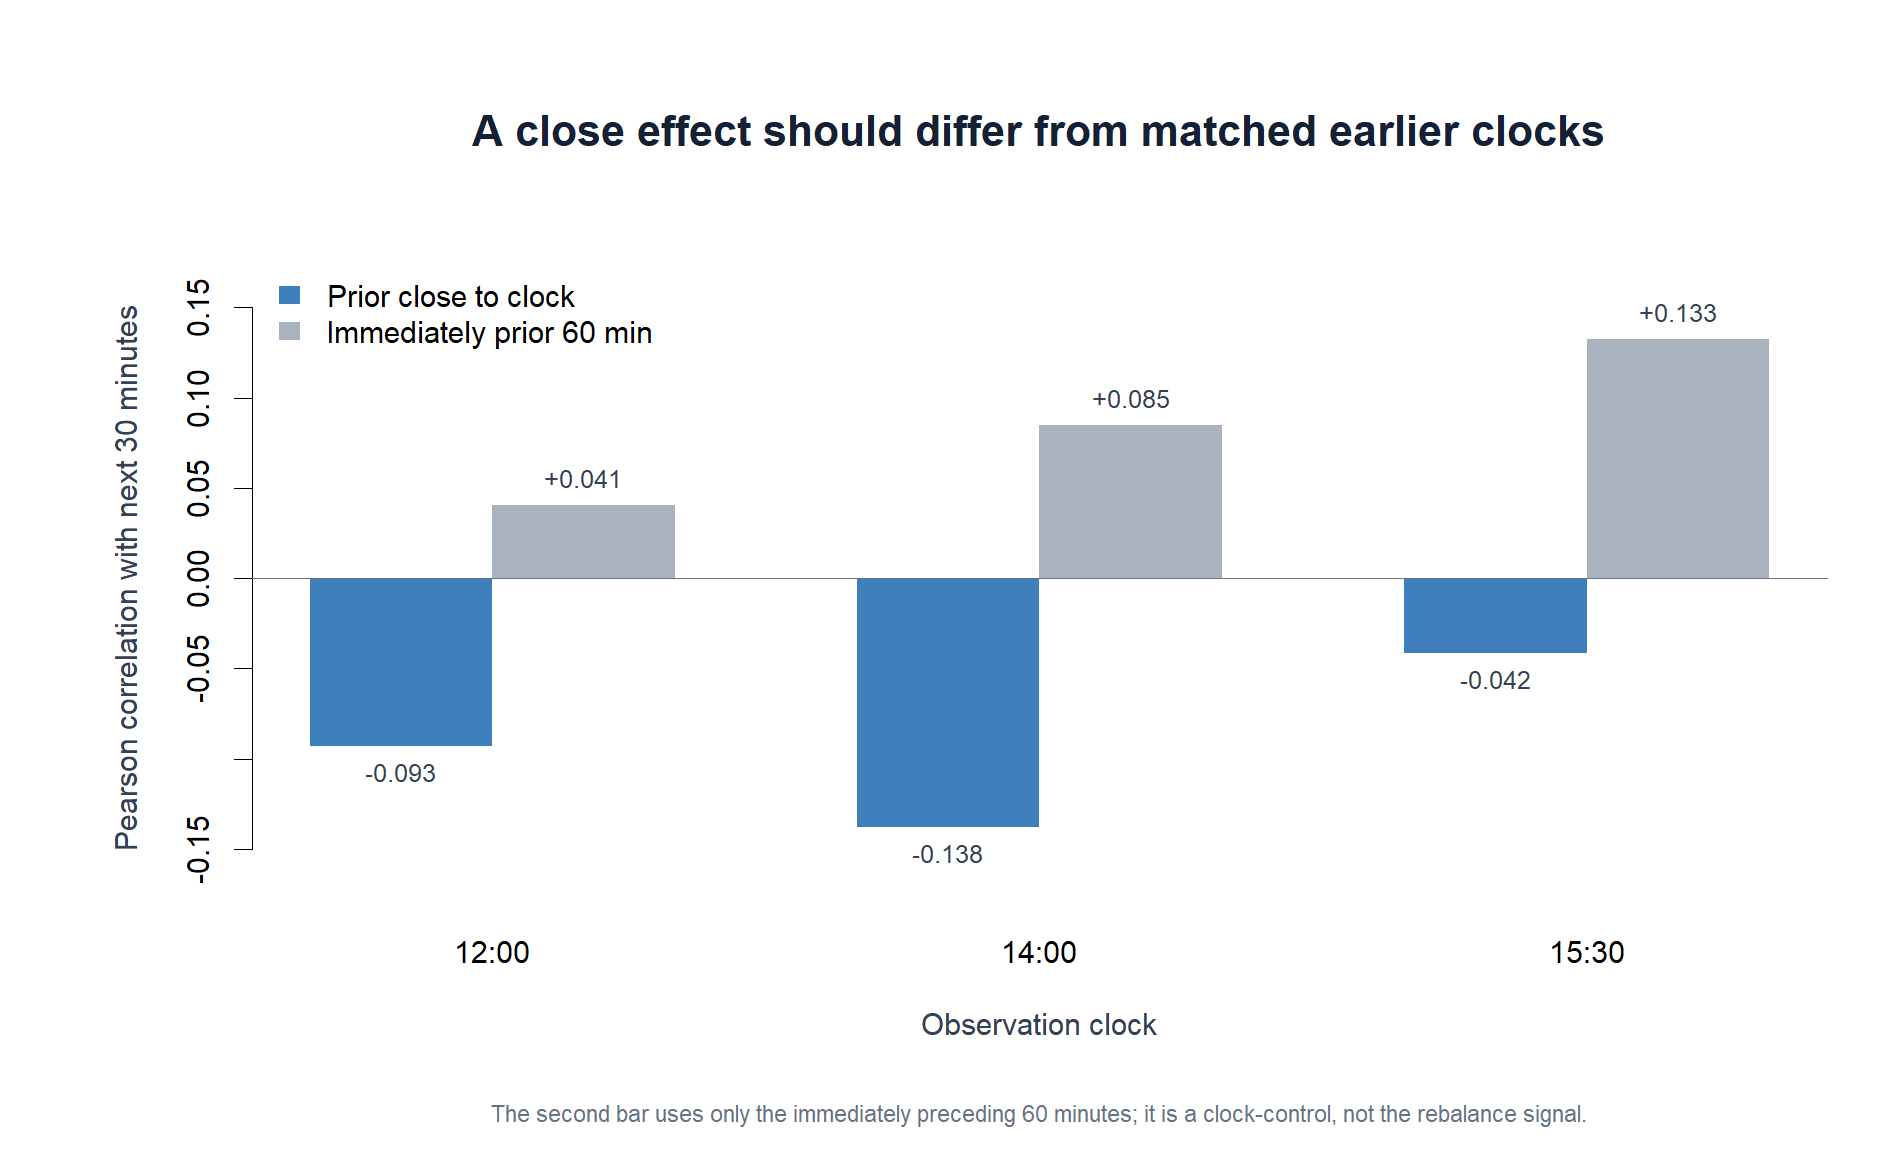 A close effect should differ from matched earlier clocks
Prior close to clock
Immediately prior 60 min
Pearson correlation with next 30 minutes
0.15
0.10
0.05
0.00
-0.05
-0.15
+0.041
-0.093
+0.085
-0.138
+0.133
-0.042
12:00
14:00
15:30
Observation clock
The second bar uses only the immediately preceding 60 minutes; it is a clock-control, not the rebalance signal.